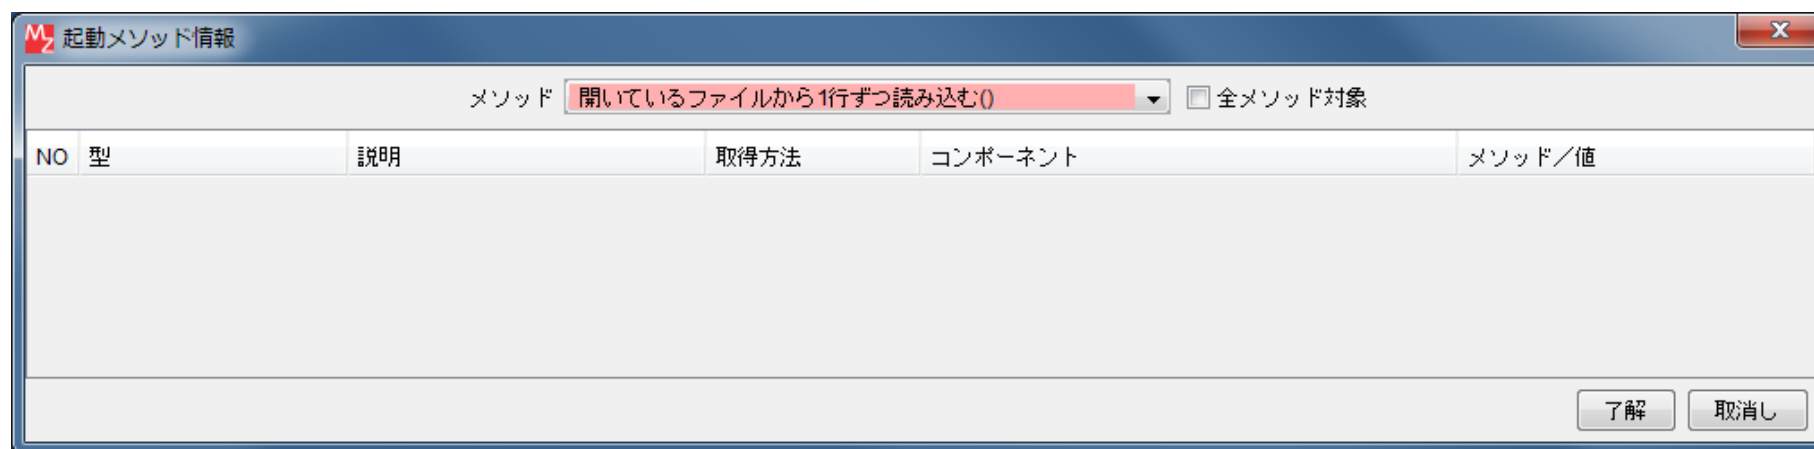 MZ 起動メソッド情報
メソッド 開いているファイルから1行ずつ読み込む() 全メソッド対象
NO 型 説明 取得方法 コンポーネント メソッド／値
了解 取消し